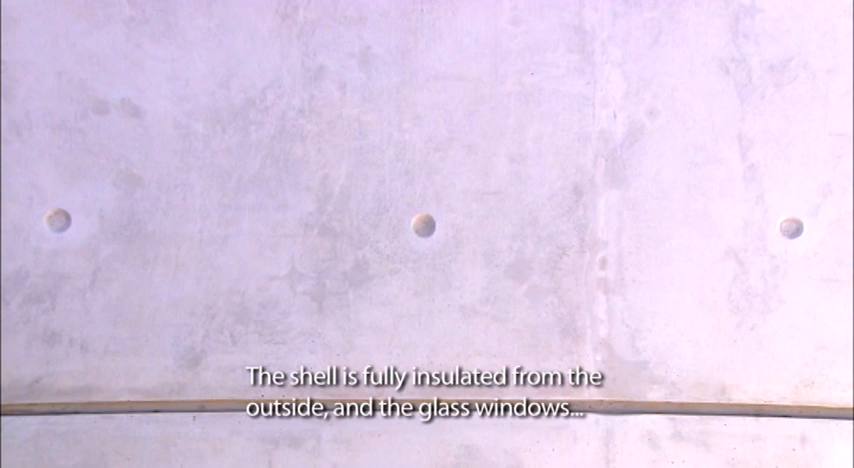 The shell is fully insulated from the
outside, and the glass windows...